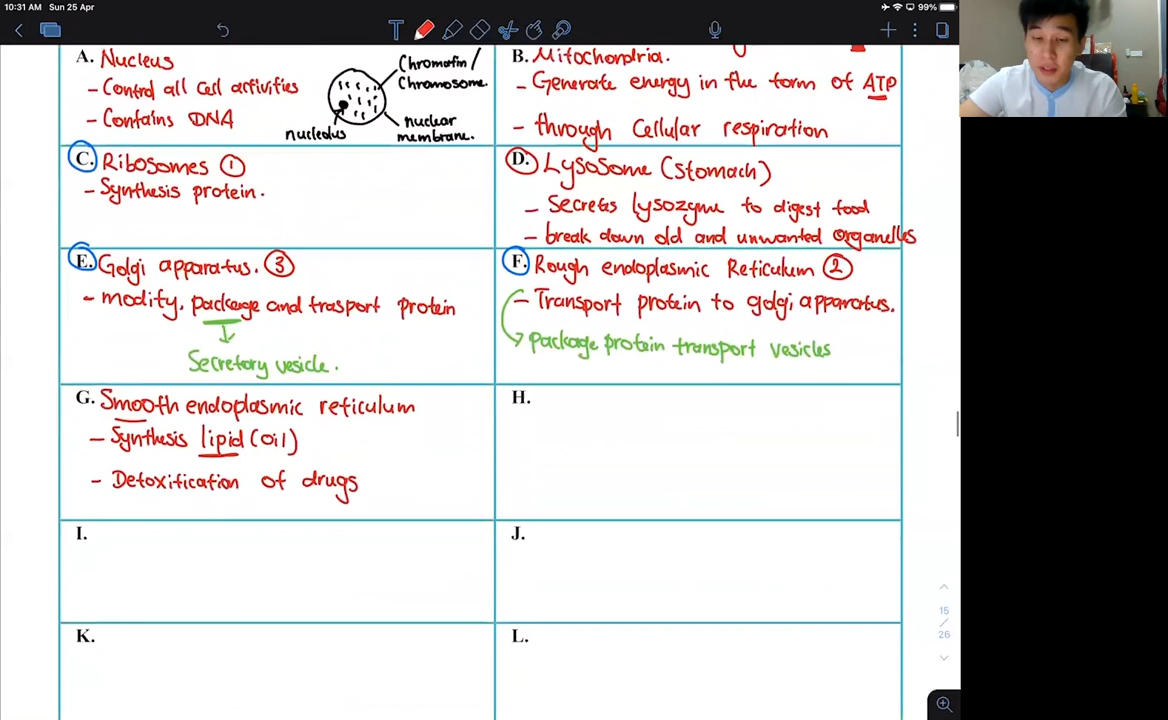 10:31 AM Sun 25 Apr
99%
A. Nucleus
- Control all Cell activities
- Contains DNA
Chromatin /
Chromosome.
nucleolus
nuclear
membrane.
B. Mitochondria.
- Generate energy in the form of ATP
- through Cellular respiration
C. Ribosomes 1
- Synthesis protein.
D. Lysosome (stomach)
- Secretes lysozyme to digest food
- break down old and unwanted organelles
E. Golgi apparatus. 3
- modify, package and trasport protein
Secretory vesicle.
F. Rough endoplasmic Reticulum 2
- Transport protein to golgi apparatus.
package protein transport vesicles
G. Smooth endoplasmic reticulum
- Synthesis lipid (oil)
- Detoxification of drugs
H.
I.
J.
K.
L.
15
/
26